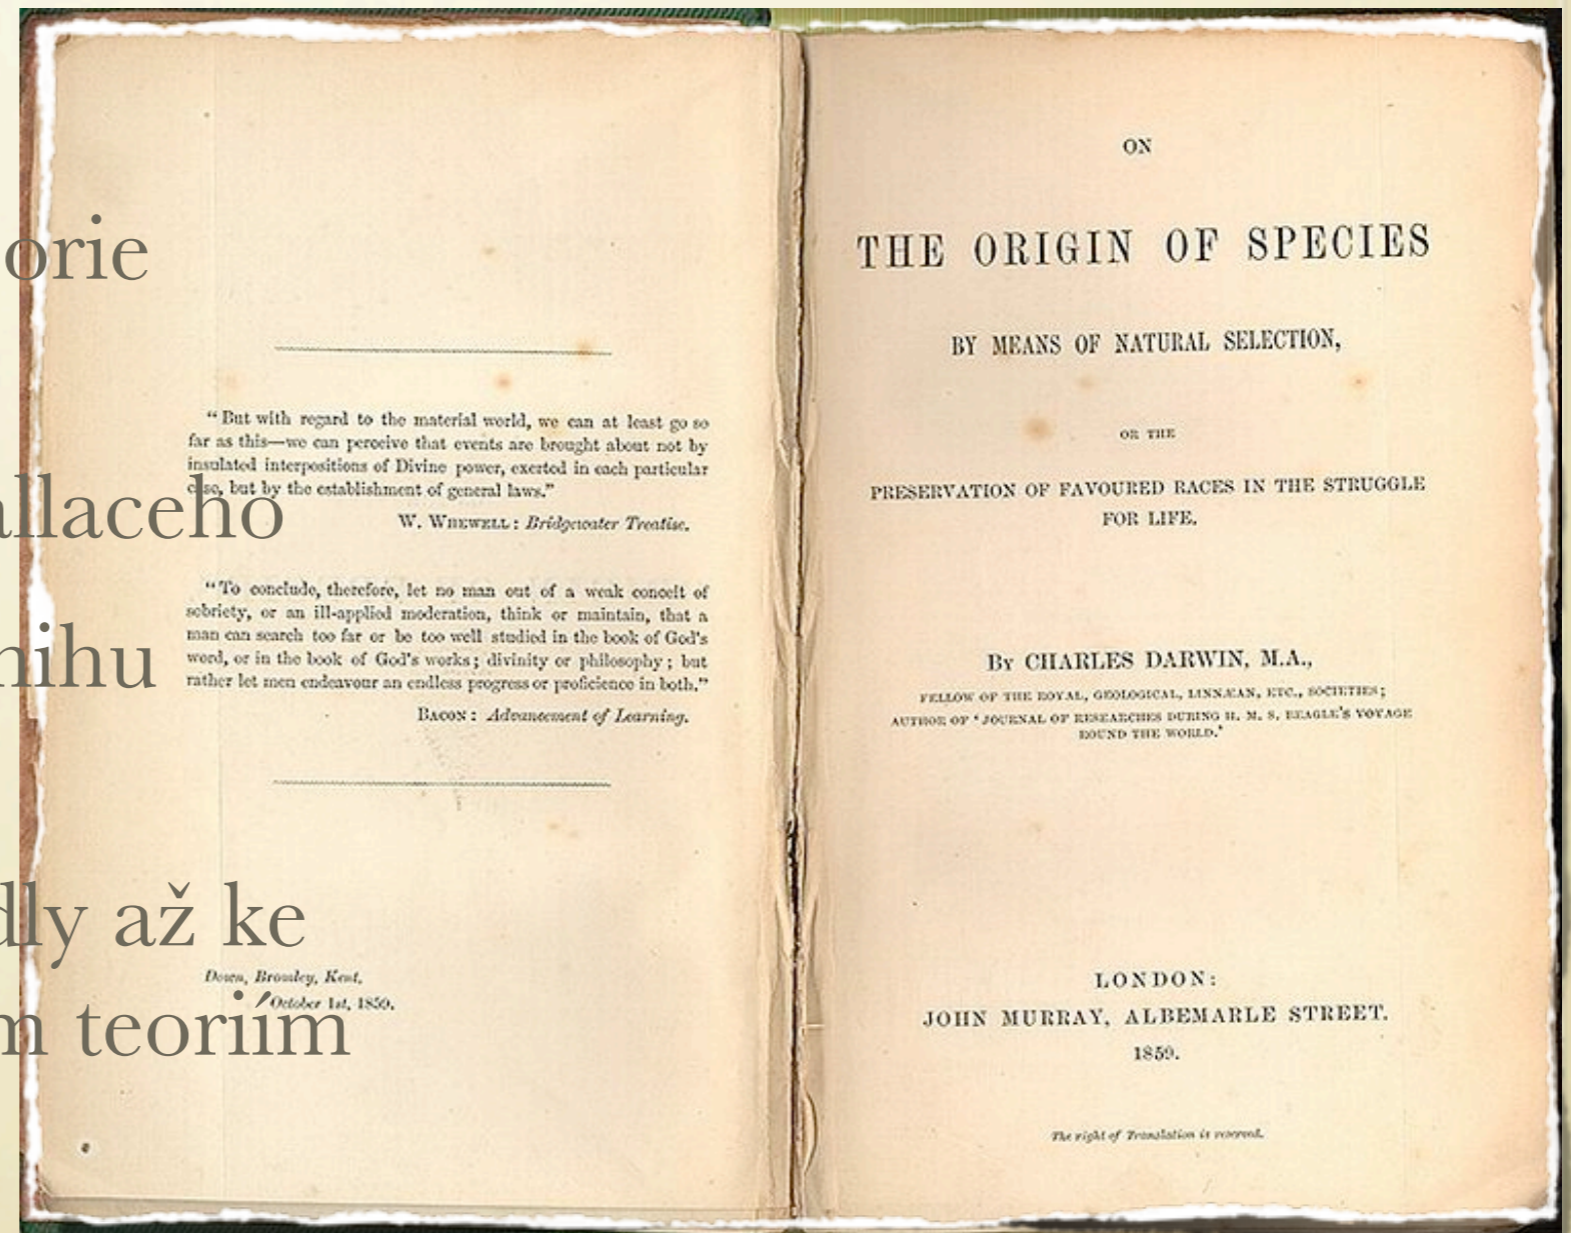 orie
allaceho
nihu
dly až ke
m teoriím
"But with regard to the material world, we can at least go so
far as this—we can perceive that events are brought about not by
insulated interpositions of Divine power, exerted in each particular
case, but by the establishment of general laws."
W. WHEWELL: Bridgewater Treatise.
"To conclude, therefore, let no man out of a weak conceit of
sobriety, or an ill-applied moderation, think or maintain, that a
man can search too far or be too well studied in the book of God's
word, or in the book of God's works; divinity or philosophy; but
rather let men endeavour an endless progress or proficience in both."
BACON: Advancement of Learning.
Down, Bromley, Kent,
October 1st, 1859.
ON
THE ORIGIN OF SPECIES
BY MEANS OF NATURAL SELECTION,
OR THE
PRESERVATION OF FAVOURED RACES IN THE STRUGGLE
FOR LIFE.
By CHARLES DARWIN, M.A.,
FELLOW OF THE ROYAL, GEOLOGICAL, LINNÆAN, ETC., SOCIETIES;
AUTHOR OF 'JOURNAL OF RESEARCHES DURING H. M. S. BEAGLE'S VOYAGE
ROUND THE WORLD.'
LONDON:
JOHN MURRAY, ALBEMARLE STREET.
1859.
The right of Translation is reserved.